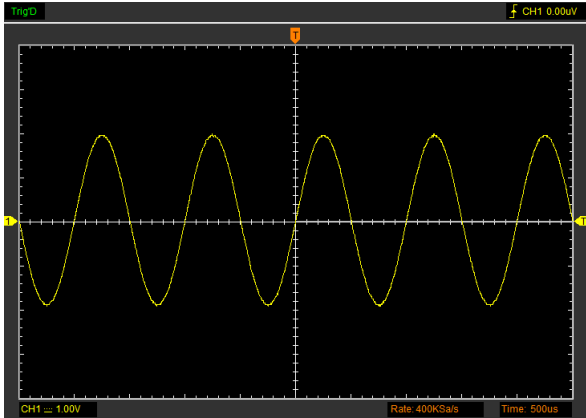 Trig'D
CH1 0.00uV
T
1
T
CH1 ⎓ 1.00V
Rate: 400KSa/s
Time: 500us